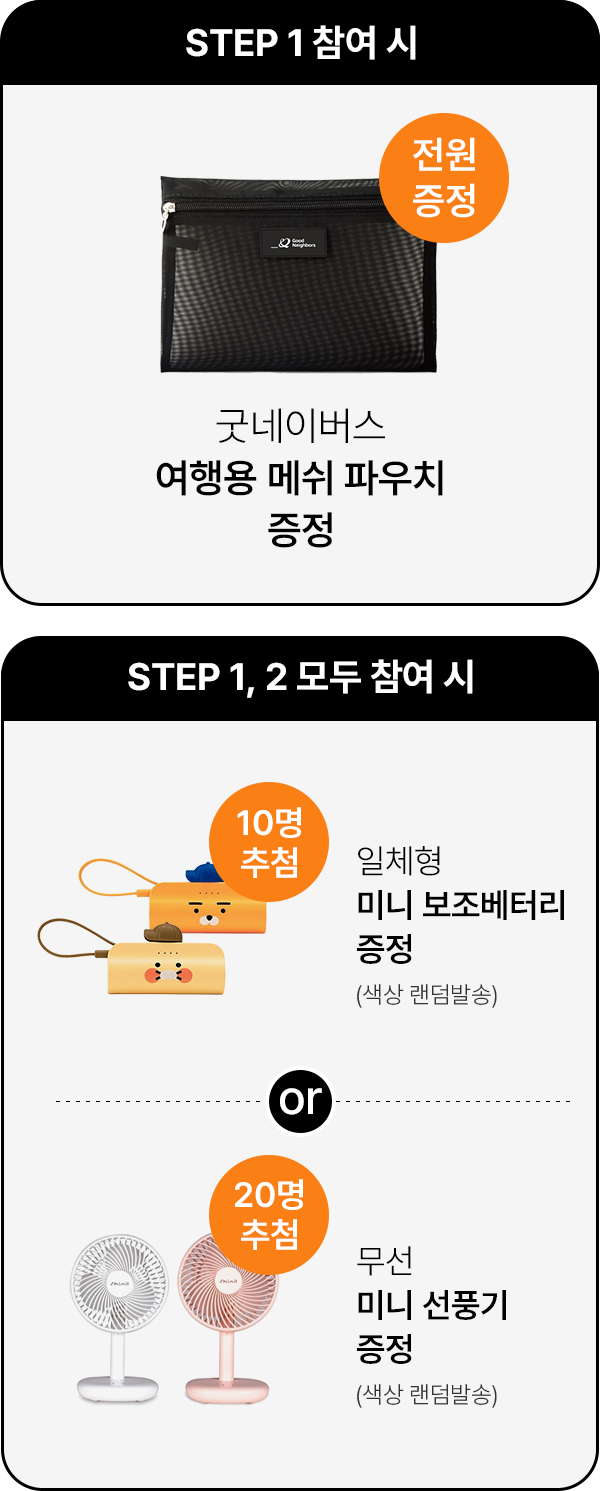 STEP 1 참여 시
전원
증정
Good
Neighbors
굿네이버스
여행용 메쉬 파우치
증정
STEP 1, 2 모두 참여 시
10명
추첨
일체형
미니 보조베터리
증정
(색상 랜덤발송)
or
20명
추첨
무선
미니 선풍기
증정
(색상 랜덤발송)